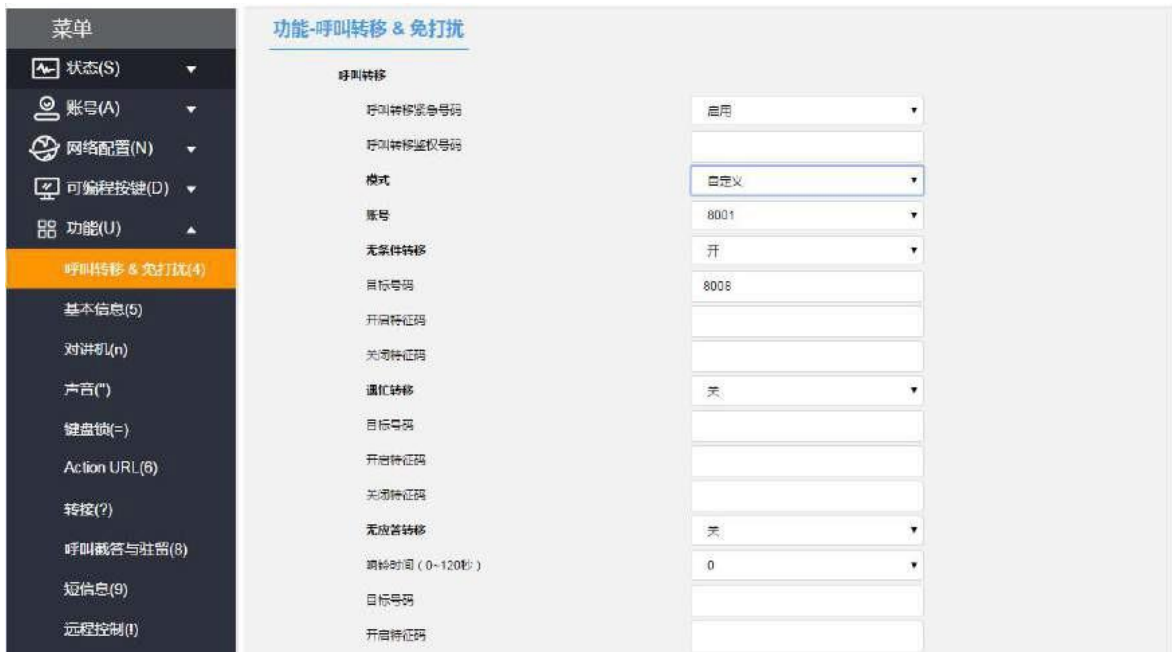 菜单
状态(S)
账号(A)
网络配置(N)
可编程按键(D)
功能(U)
呼叫转移 & 免打扰(4)
基本信息(5)
对讲机(n)
声音(")
键盘锁(=)
Action URL(6)
转接(?)
呼叫截答与驻留(8)
短信息(9)
远程控制(!)
功能-呼叫转移 & 免打扰
呼叫转移
呼叫转移紧急号码 启用
呼叫转移鉴权号码
模式 自定义
账号 8001
无条件转移 开
目标号码 8008
开启特征码
关闭特征码
遇忙转移 关
目标号码
开启特征码
关闭特征码
无应答转移 关
响铃时间(0~120秒) 0
目标号码
开启特征码